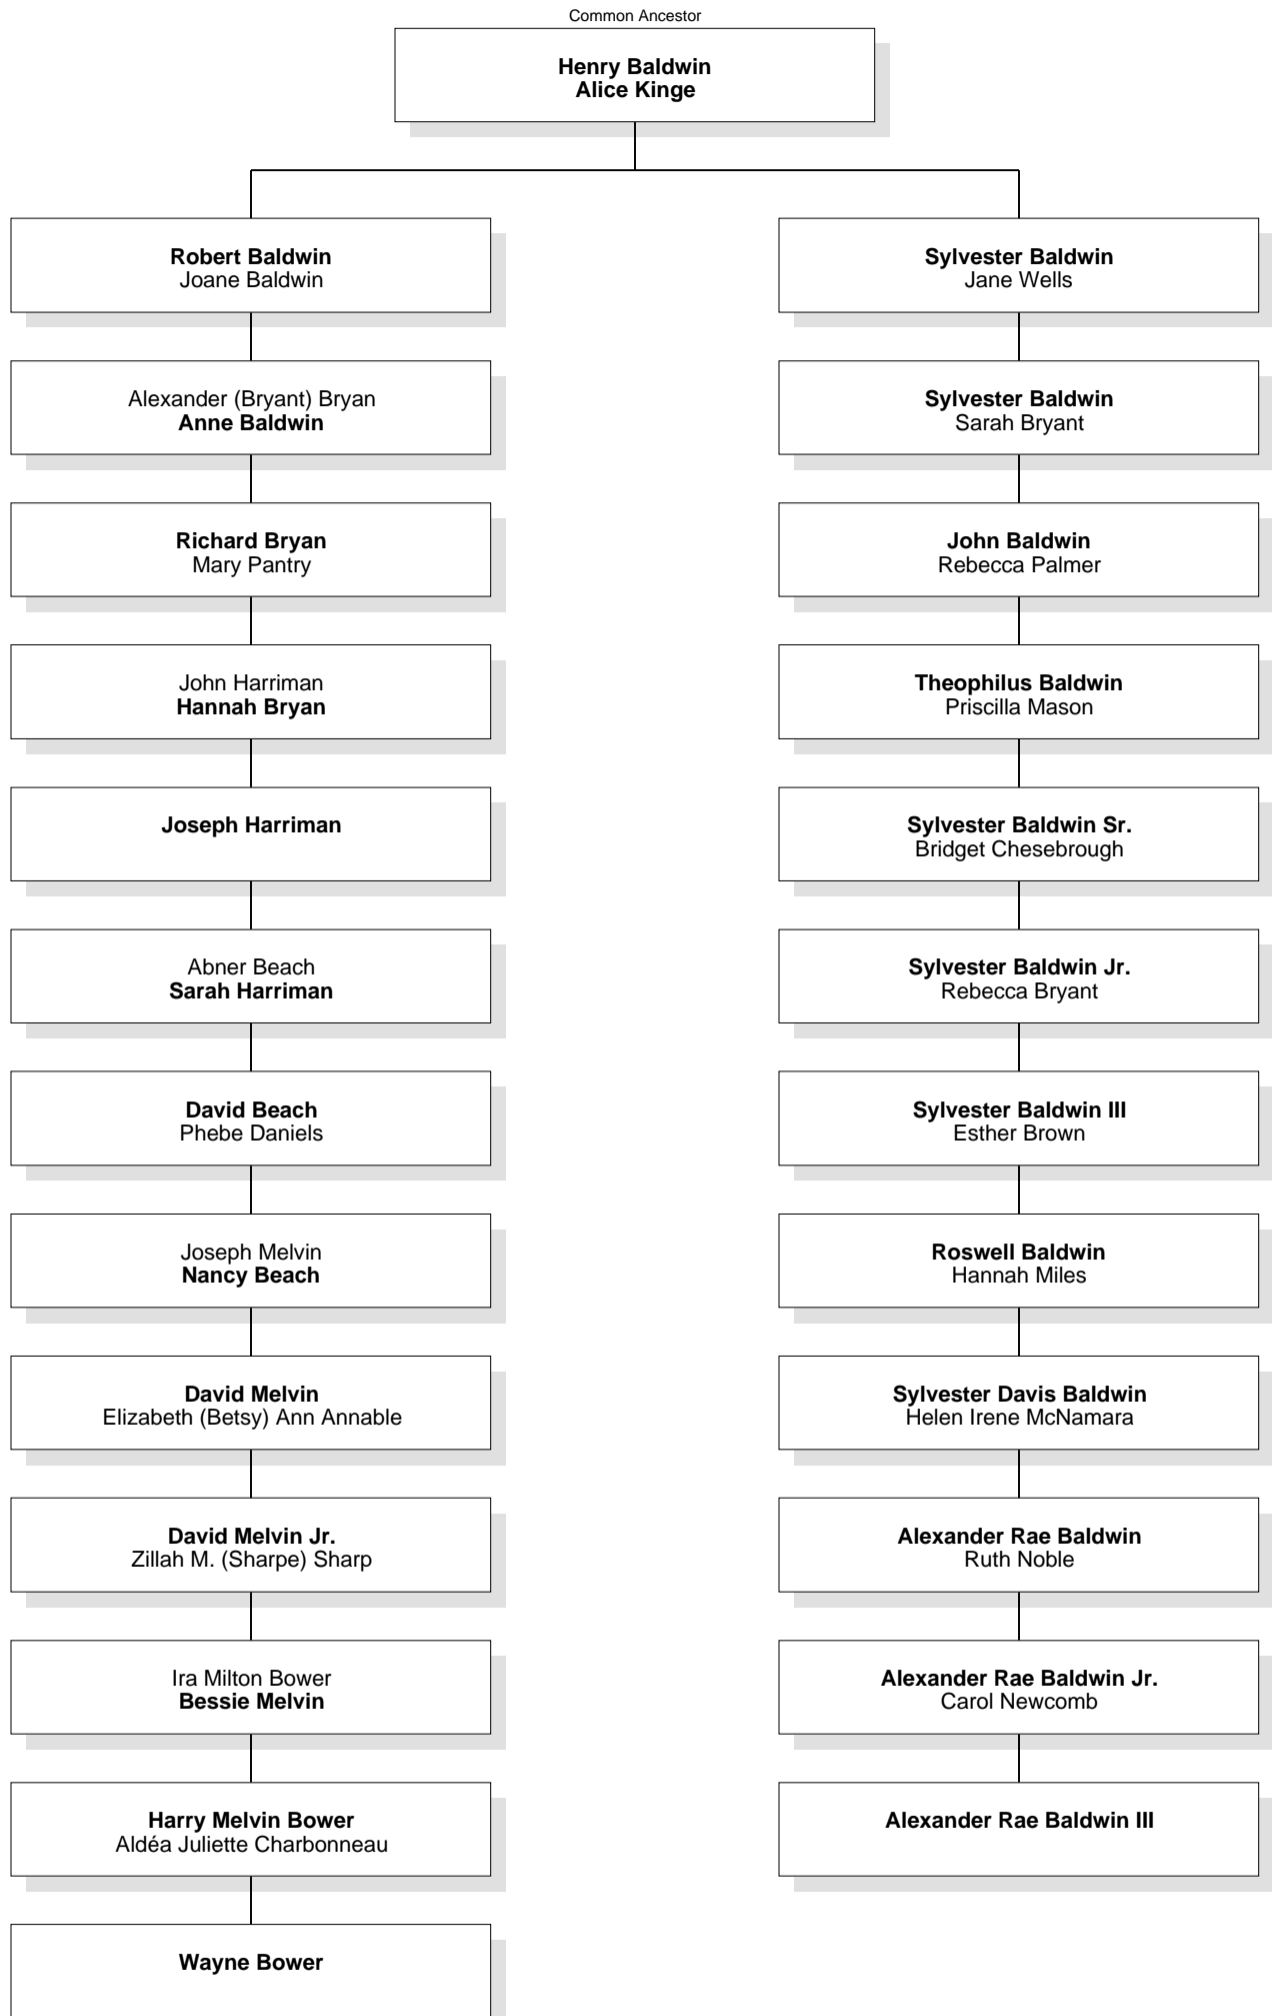 Common Ancestor
Henry Baldwin
Alice Kinge
Robert Baldwin
Joane Baldwin
Sylvester Baldwin
Jane Wells
Alexander (Bryant) Bryan
Anne Baldwin
Sylvester Baldwin
Sarah Bryant
Richard Bryan
Mary Pantry
John Baldwin
Rebecca Palmer
John Harriman
Hannah Bryan
Theophilus Baldwin
Priscilla Mason
Joseph Harriman
Sylvester Baldwin Sr.
Bridget Chesebrough
Abner Beach
Sarah Harriman
Sylvester Baldwin Jr.
Rebecca Bryant
David Beach
Phebe Daniels
Sylvester Baldwin III
Esther Brown
Joseph Melvin
Nancy Beach
Roswell Baldwin
Hannah Miles
David Melvin
Elizabeth (Betsy) Ann Annable
Sylvester Davis Baldwin
Helen Irene McNamara
David Melvin Jr.
Zillah M. (Sharpe) Sharp
Alexander Rae Baldwin
Ruth Noble
Ira Milton Bower
Bessie Melvin
Alexander Rae Baldwin Jr.
Carol Newcomb
Harry Melvin Bower
Aldéa Juliette Charbonneau
Alexander Rae Baldwin III
Wayne Bower